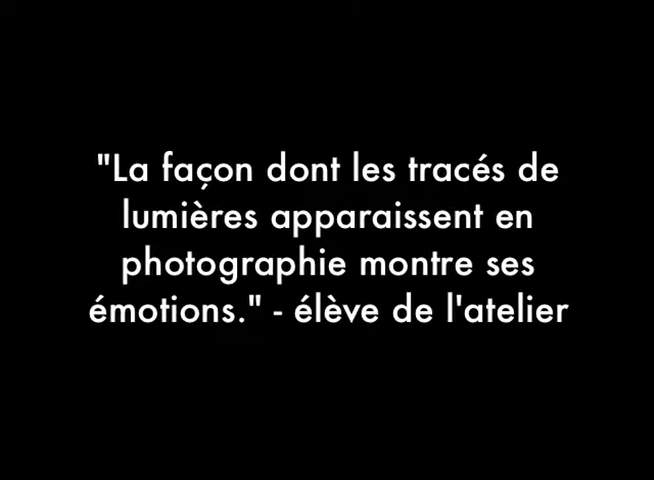 "La façon dont les tracés de
lumières apparaissent en
photographie montre ses
émotions." - élève de l'atelier